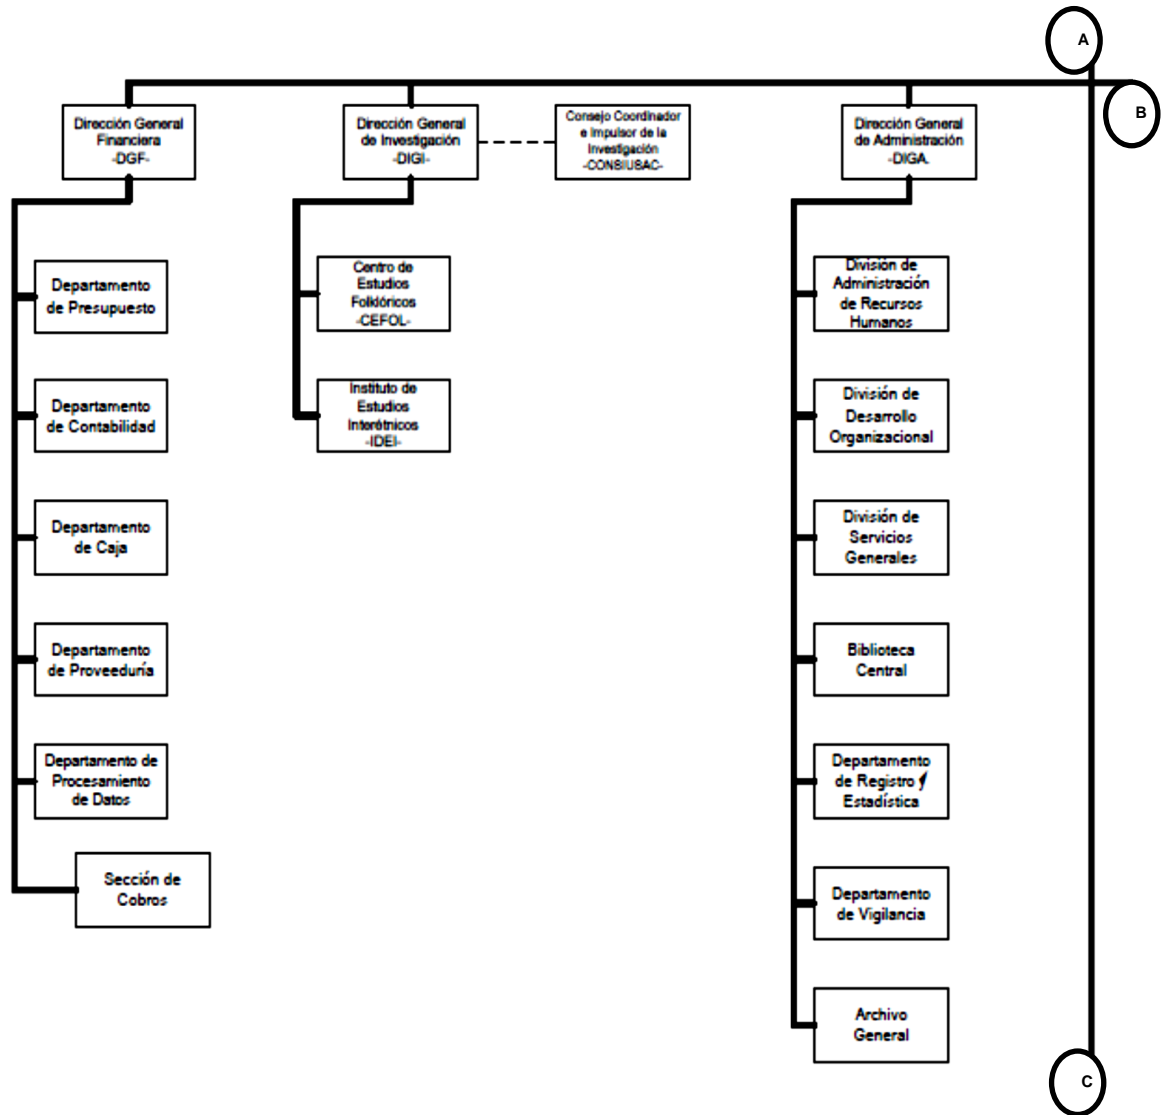 A
B
Dirección General
Financiera
-DGF-
Dirección General
de Investigación
-DIGI-
Consejo Coordinador
e Impulsor de la
Investigación
-CONSIUSAC-
Dirección General
de Administración
-DIGA.
Departamento
de Presupuesto
Centro de
Estudios
Folklóricos
-CEFOL-
División de
Administración
de Recursos
Humanos
Departamento
de Contabilidad
Instituto de
Estudios
Interétnicos
-IDEI-
División de
Desarrollo
Organizacional
Departamento
de Caja
División de
Servicios
Generales
Departamento
de Proveeduría
Biblioteca
Central
Departamento de
Procesamiento
de Datos
Departamento
de Registro y
Estadística
Sección de
Cobros
Departamento
de Vigilancia
Archivo
General
C